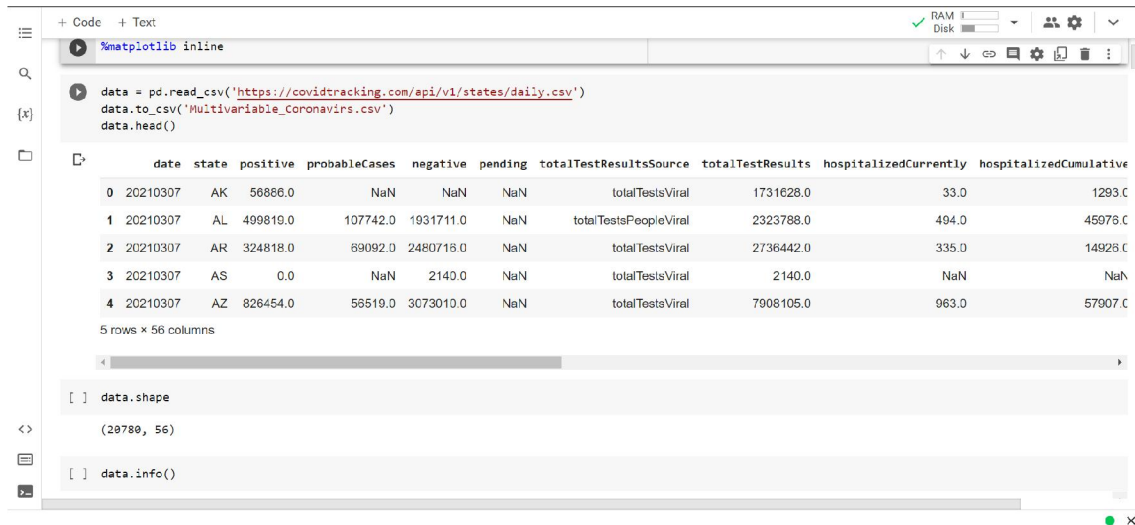 + Code + Text
RAM
Disk
%matplotlib inline
{x}
data = pd.read_csv('https://covidtracking.com/api/v1/states/daily.csv')
data.to_csv('Multivariable_Coronavirs.csv')
data.head()
date state positive probableCases negative pending totalTestResultsSource totalTestResults hospitalizedCurrently hospitalizedCumulative
0 20210307 AK 56886.0 NaN NaN NaN totalTestsViral 1731628.0 33.0 1293.0
1 20210307 AL 499819.0 107742.0 1931711.0 NaN totalTestsPeopleViral 2323788.0 494.0 45976.0
2 20210307 AR 324818.0 69092.0 2480716.0 NaN totalTestsViral 2736442.0 335.0 14926.0
3 20210307 AS 0.0 NaN 2140.0 NaN totalTestsViral 2140.0 NaN NaN
4 20210307 AZ 826454.0 56519.0 3073010.0 NaN totalTestsViral 7908105.0 963.0 57907.0
5 rows × 56 columns
[ ] data.shape
(20780, 56)
[ ] data.info()